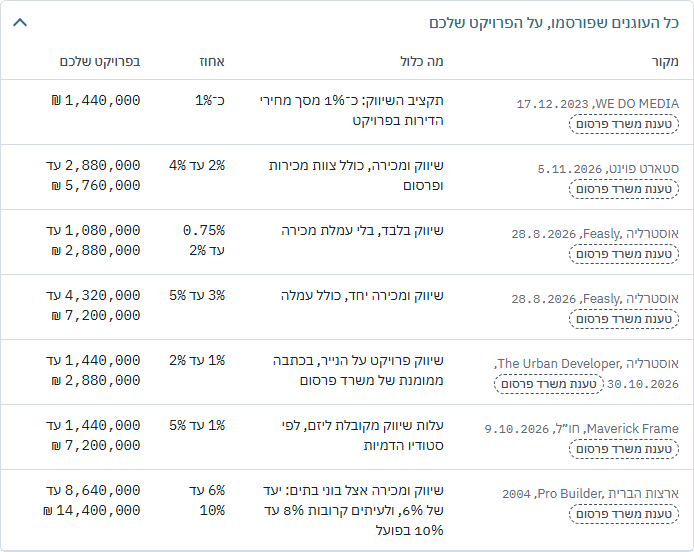 כל העוגנים שפורסמו, על הפרויקט שלכם
מקור מה כלול אחוז בפרויקט שלכם
WE DO MEDIA, 17.12.2023 תקציב השיווק: כ־1% מסך מחירי כ־1% 1,440,000 ₪
טענת משרד פרסום הדירות בפרויקט
סטארט פוינט, 5.11.2026 שיווק ומכירה, כולל צוות מכירות 2% עד 4% 2,880,000 עד
טענת משרד פרסום ופרסום 5,760,000 ₪
אוסטרליה, Feasly, 28.8.2026 שיווק בלבד, בלי עמלת מכירה 0.75% 1,080,000 עד
טענת משרד פרסום עד 2% 2,880,000 ₪
אוסטרליה, Feasly, 28.8.2026 שיווק ומכירה יחד, כולל עמלה 3% עד 5% 4,320,000 עד
טענת משרד פרסום 7,200,000 ₪
אוסטרליה, The Urban Developer, שיווק פרויקט על הנייר, בכתבה 1% עד 2% 1,440,000 עד
30.10.2026 טענת משרד פרסום ממומנת של משרד פרסום 2,880,000 ₪
Maverick Frame, חו״ל, 9.10.2026 עלות שיווק מקובלת ליזם, לפי 1% עד 5% 1,440,000 עד
טענת משרד פרסום סטודיו הדמיות 7,200,000 ₪
ארצות הברית, Pro Builder, 2004 שיווק ומכירה אצל בוני בתים: יעד 6% עד 8,640,000 עד
טענת משרד פרסום של 6%, ולעיתים קרובות 8% עד 10% 14,400,000 ₪
10% בפועל